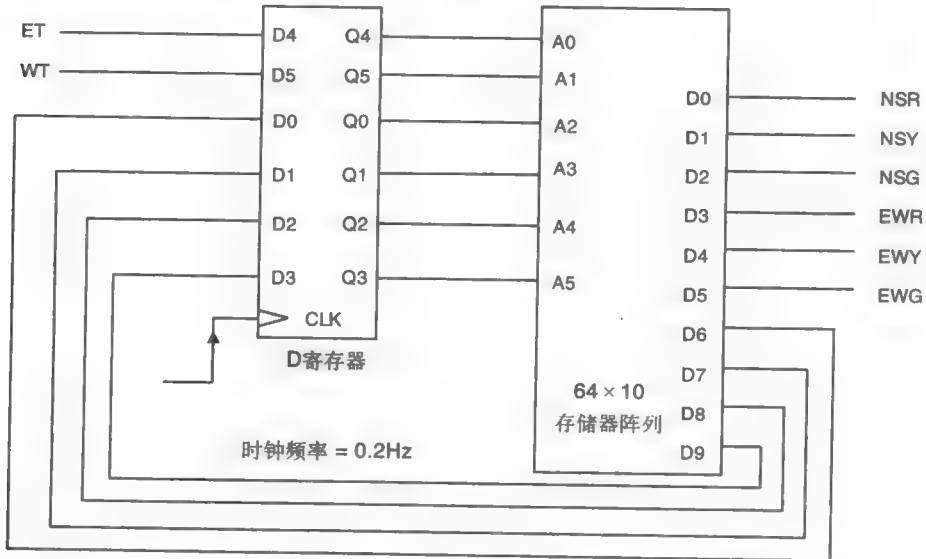 ET
WT
D4
D5
D0
D1
D2
D3
Q4
Q5
Q0
Q1
Q2
Q3
CLK
D寄存器
时钟频率 = 0.2Hz
A0
A1
A2
A3
A4
A5
D0
D1
D2
D3
D4
D5
D6
D7
D8
D9
64 × 10
存储器阵列
NSR
NSY
NSG
EWR
EWY
EWG